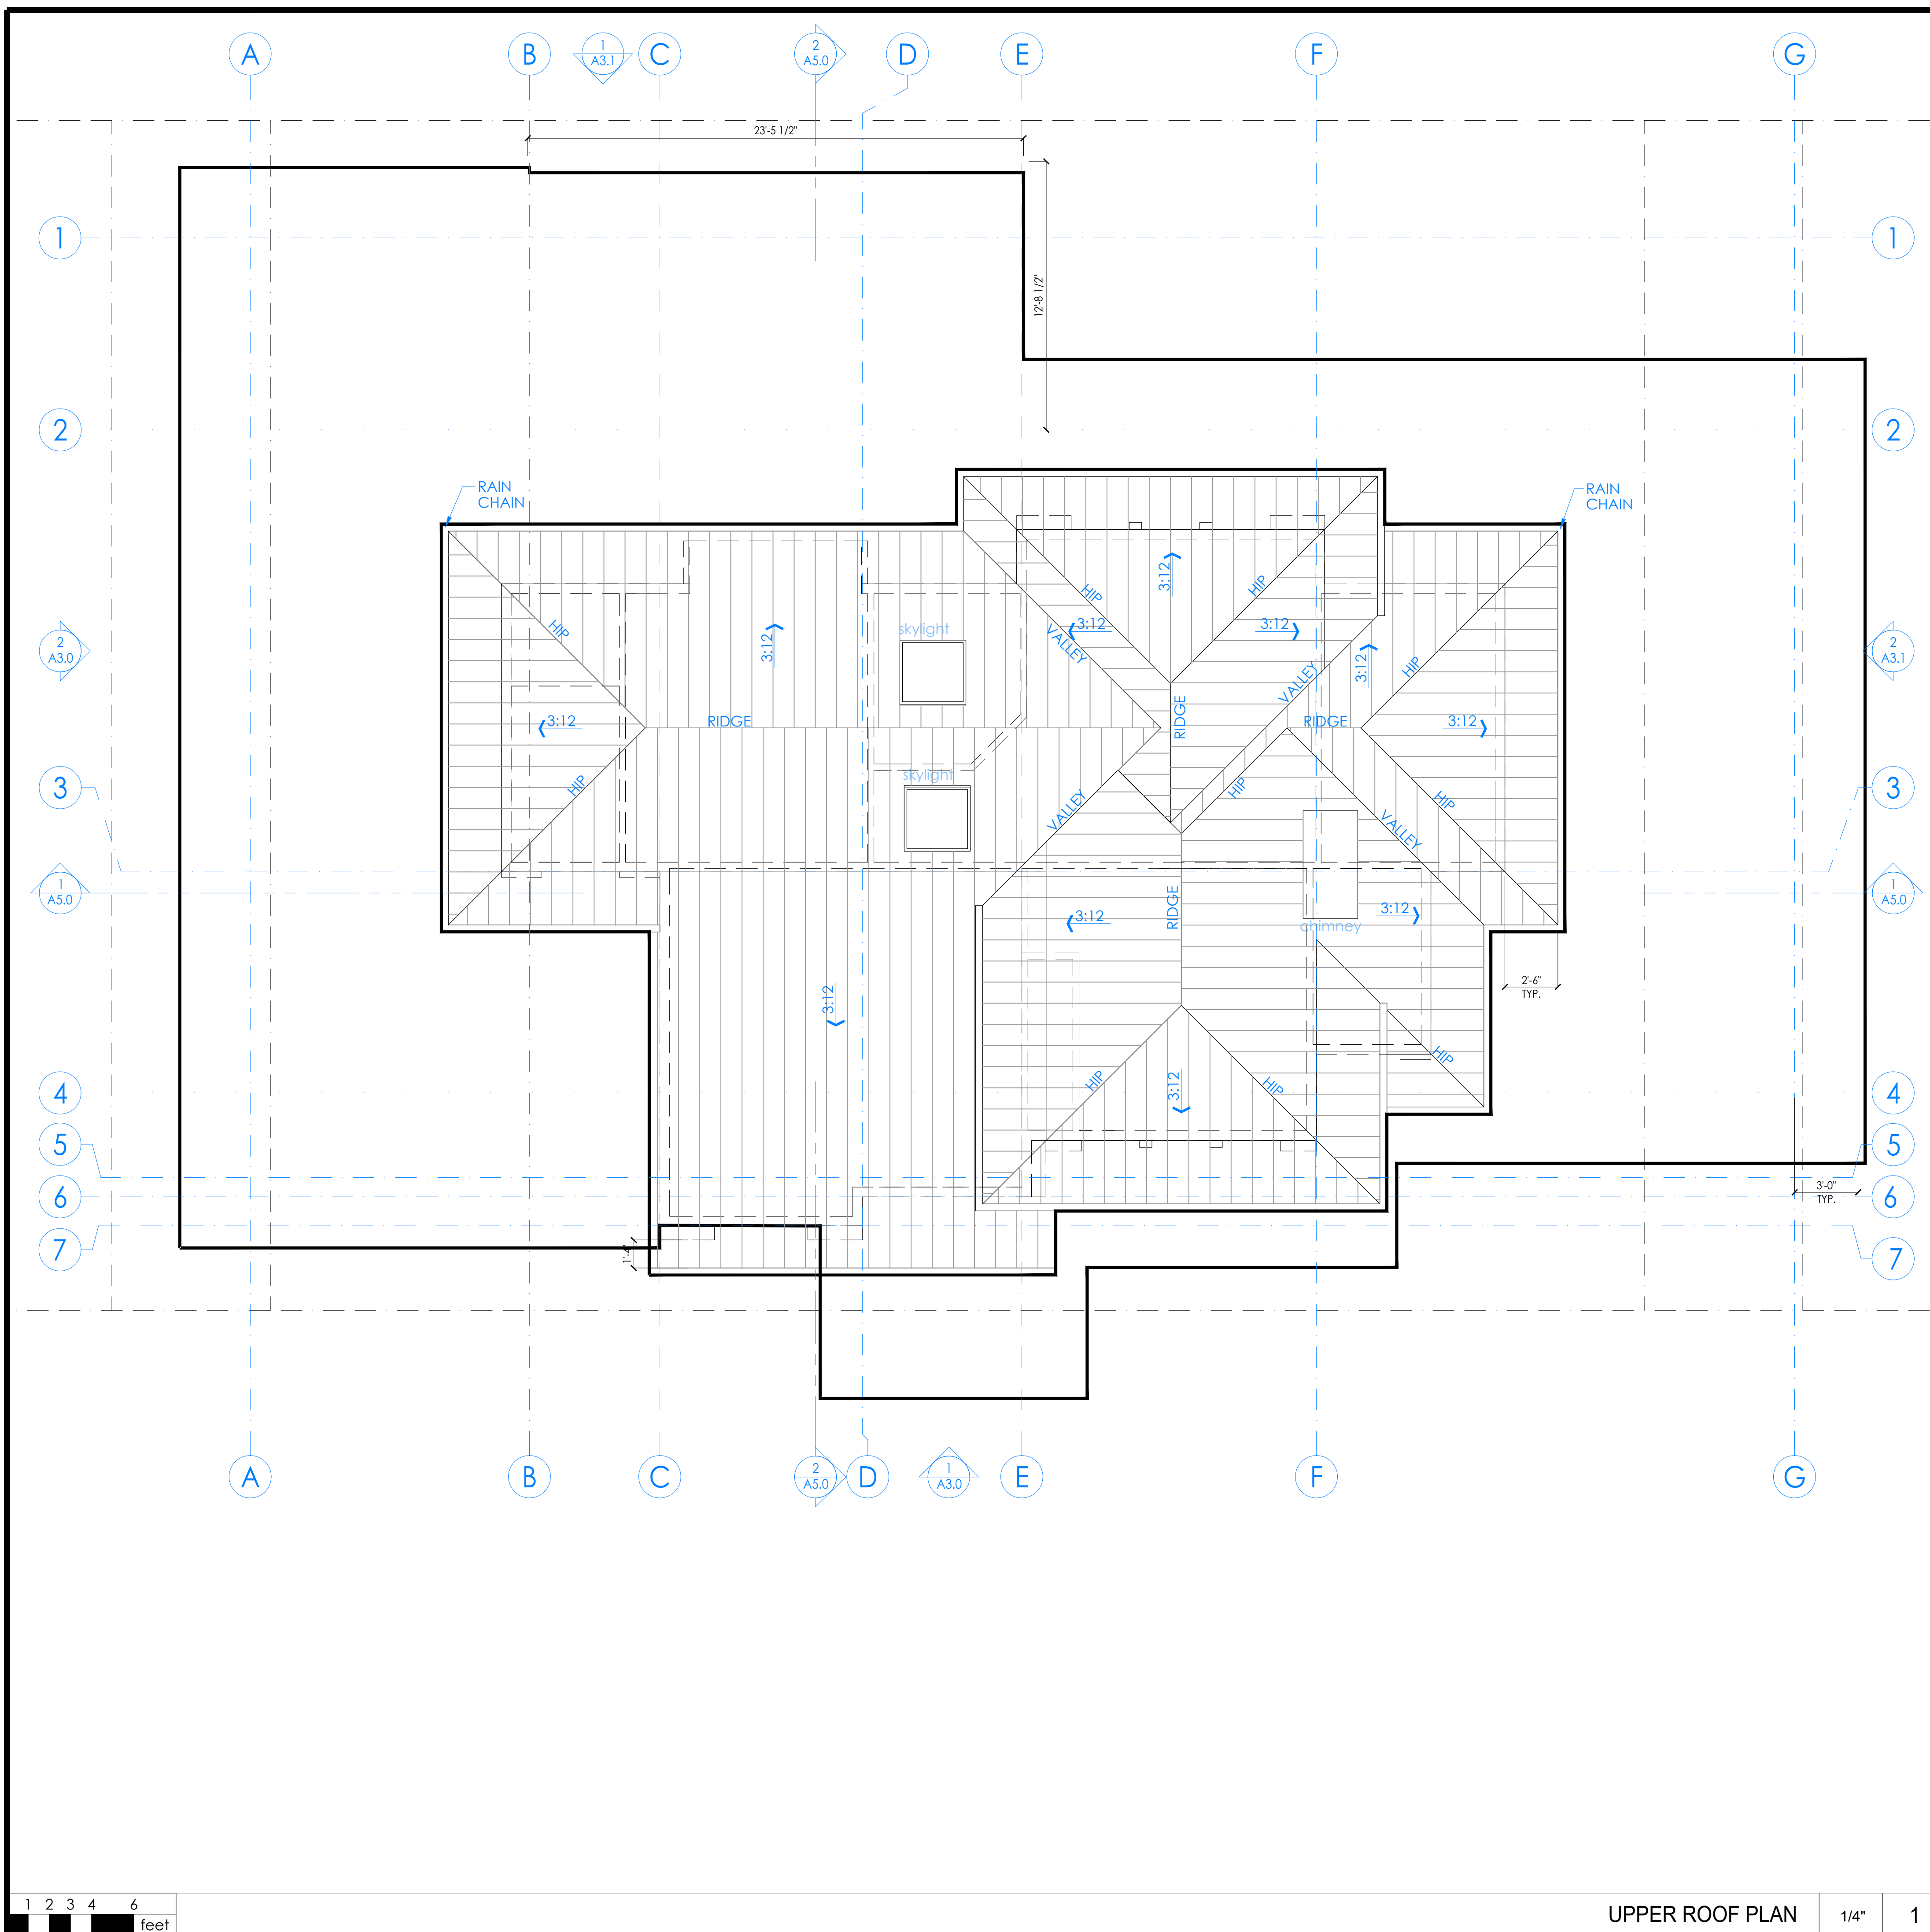 A
B
1
A3.1
C
2
A5.0
D
E
F
G
23'-5 1/2"
1
1
12'-8 1/2"
2
2
RAIN
CHAIN
RAIN
CHAIN
3:12
HIP
HIP
HIP
3:12
3:12
skylight
VALLEY
3:12
3:12
2
A3.0
2
A3.1
HIP
VALLEY
RIDGE
3:12
RIDGE
RIDGE
3:12
skylight
3
HIP
HIP
3
VALLEY
HIP
VALLEY
1
A5.0
1
A5.0
3:12
RIDGE
3:12
chimney
2'-6"
TYP.
3:12
HIP
HIP
3:12
HIP
4
4
5
5
6
3'-0"
TYP.
6
7
1'-4"
7
A
B
C
2
A5.0
D
1
A3.0
E
F
G
1 2 3 4 6
feet
UPPER ROOF PLAN 1/4" 1